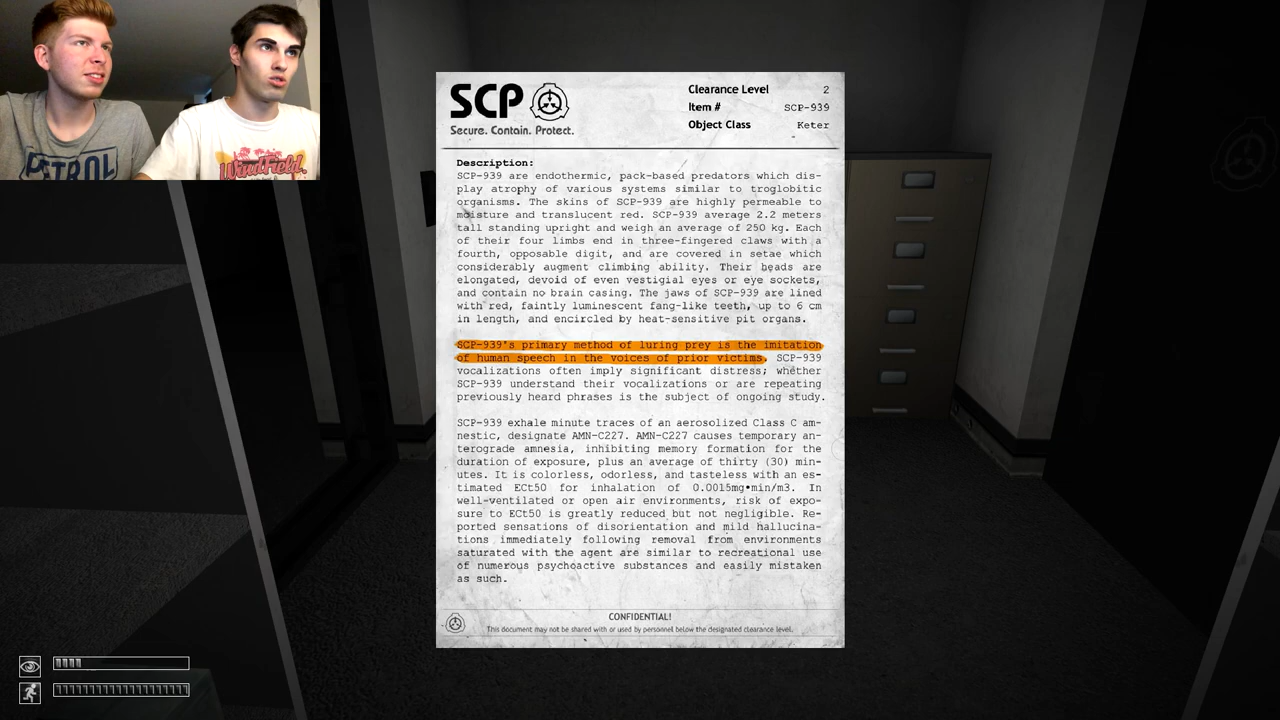 PETROL
WindField.
SCP
Secure. Contain. Protect.
Clearance Level 2
Item # SCP-939
Object Class Keter
Description:
SCP-939 are endothermic, pack-based predators which dis-
play atrophy of various systems similar to troglobitic
organisms. The skins of SCP-939 are highly permeable to
moisture and translucent red. SCP-939 average 2.2 meters
tall standing upright and weigh an average of 250 kg. Each
of their four limbs end in three-fingered claws with a
fourth, opposable digit, and are covered in setae which
considerably augment climbing ability. Their heads are
elongated, devoid of even vestigial eyes or eye sockets,
and contain no brain casing. The jaws of SCP-939 are lined
with red, faintly luminescent fang-like teeth, up to 6 cm
in length, and encircled by heat-sensitive pit organs.
SCP-939's primary method of luring prey is the imitation
of human speech in the voices of prior victims. SCP-939
vocalizations often imply significant distress; whether
SCP-939 understand their vocalizations or are repeating
previously heard phrases is the subject of ongoing study.
SCP-939 exhale minute traces of an aerosolized Class C am-
nestic, designate AMN-C227. AMN-C227 causes temporary an-
terograde amnesia, inhibiting memory formation for the
duration of exposure, plus an average of thirty (30) min-
utes. It is colorless, odorless, and tasteless with an es-
timated ECt50 for inhalation of 0.0015mg•min/m3. In
well-ventilated or open air environments, risk of expo-
sure to ECt50 is greatly reduced but not negligible. Re-
ported sensations of disorientation and mild hallucina-
tions immediately following removal from environments
saturated with the agent are similar to recreational use
of numerous psychoactive substances and easily mistaken
as such.
CONFIDENTIAL!
This document may not be shared with or used by personnel below the designated clearance level.